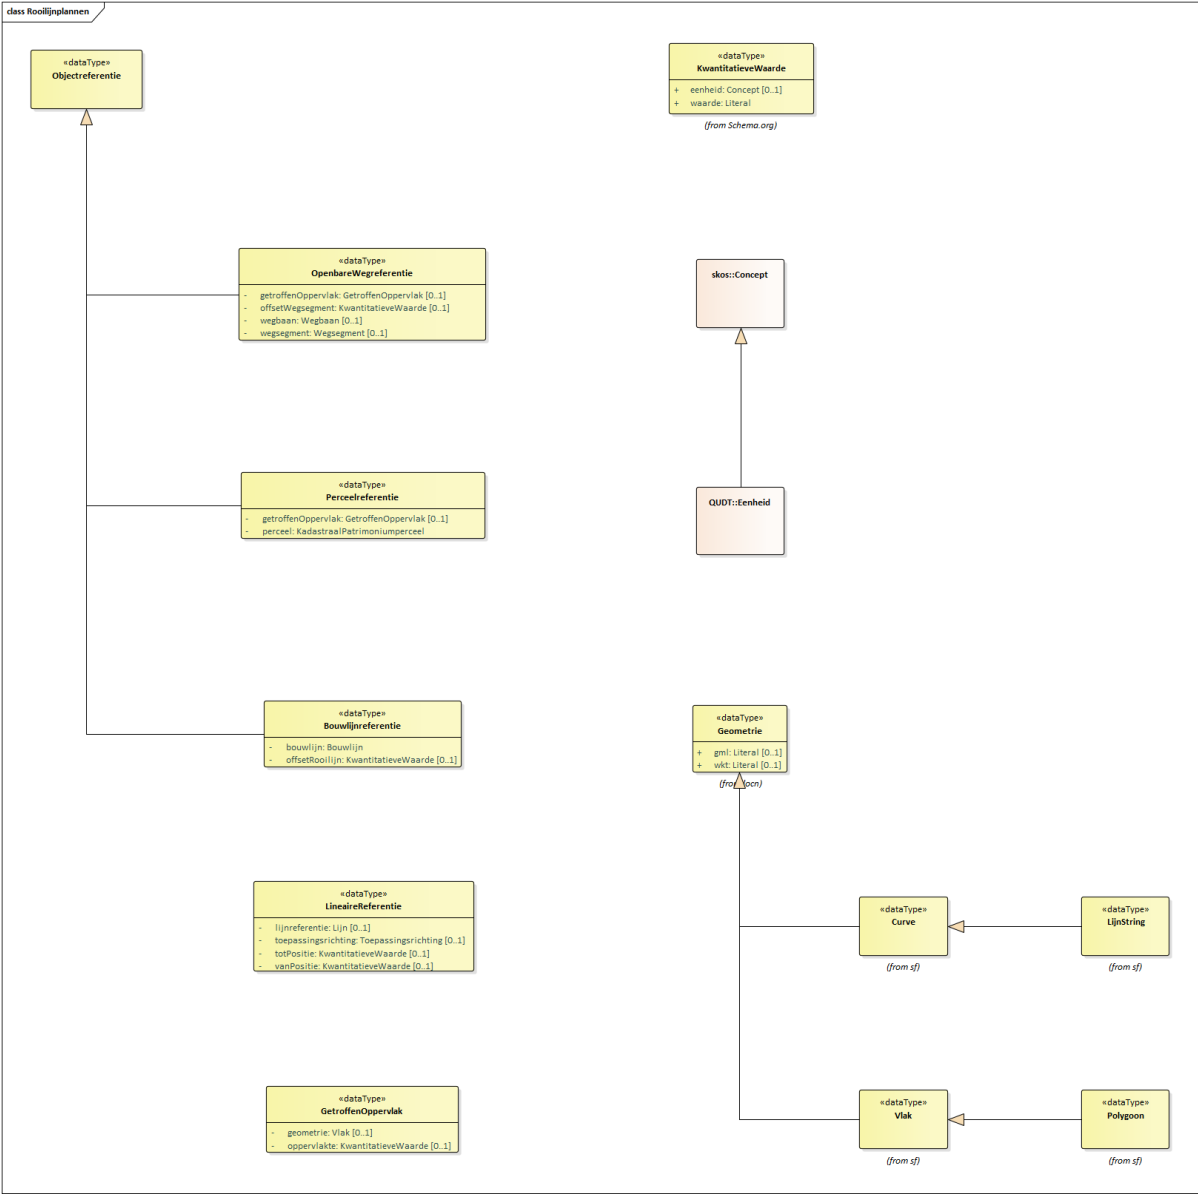 class Rooilijnplannen
«dataType»
Objectreferentie
«dataType»
KwantitatieveWaarde
+ eenheid: Concept [0..1]
+ waarde: Literal
(from Schema.org)
«dataType»
OpenbareWegreferentie
- getroffenOppervlak: GetroffenOppervlak [0..1]
- offsetWegsegment: KwantitatieveWaarde [0..1]
- wegbaan: Wegbaan [0..1]
- wegsegment: Wegsegment [0..1]
skos::Concept
«dataType»
Perceelreferentie
- getroffenOppervlak: GetroffenOppervlak [0..1]
- perceel: KadastraalPatrimoniumperceel
QUDT::Eenheid
«dataType»
Bouwlijnreferentie
- bouwlijn: Bouwlijn
- offsetRooilijn: KwantitatieveWaarde [0..1]
«dataType»
Geometrie
+ gml: Literal [0..1]
+ wkt: Literal [0..1]
«dataType»
LineaireReferentie
- lijnreferentie: Lijn [0..1]
- toepassingsrichting: Toepassingsrichting [0..1]
- totPositie: KwantitatieveWaarde [0..1]
- vanPositie: KwantitatieveWaarde [0..1]
«dataType»
Curve
(from sf)
«dataType»
LijnString
(from sf)
«dataType»
GetroffenOppervlak
- geometrie: Vlak [0..1]
- oppervlakte: KwantitatieveWaarde [0..1]
«dataType»
Vlak
(from sf)
«dataType»
Polygoon
(from sf)